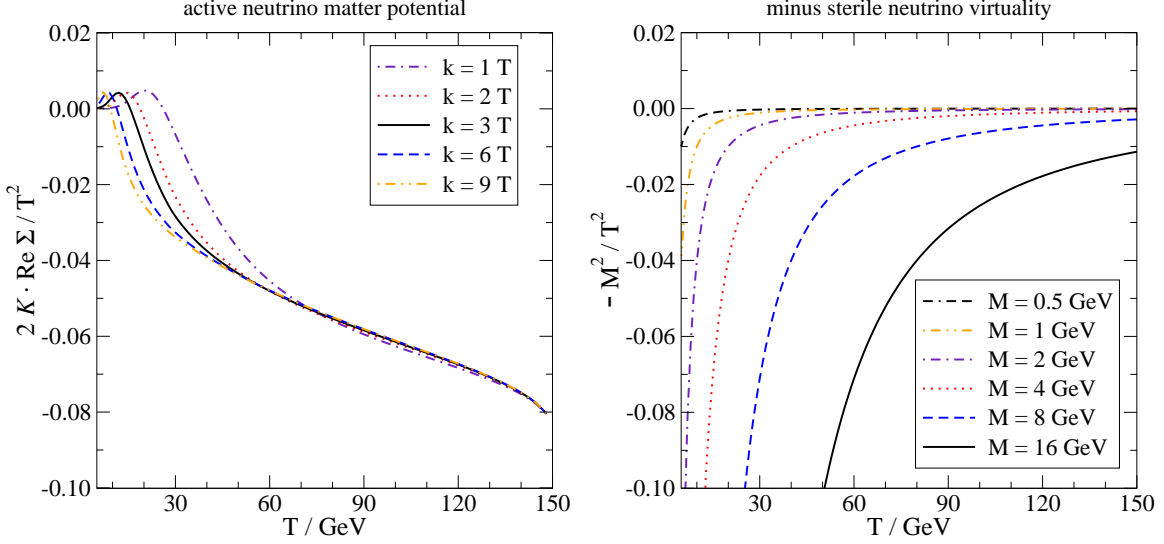 active neutrino matter potential
2 K · Re Σ / T²
0.02
0.00
-0.02
-0.04
-0.06
-0.08
-0.10
k = 1 T
k = 2 T
k = 3 T
k = 6 T
k = 9 T
30 60 90 120 150
T / GeV
minus sterile neutrino virtuality
- M² / T²
0.02
0.00
-0.02
-0.04
-0.06
-0.08
-0.10
M = 0.5 GeV
M = 1 GeV
M = 2 GeV
M = 4 GeV
M = 8 GeV
M = 16 GeV
30 60 90 120 150
T / GeV